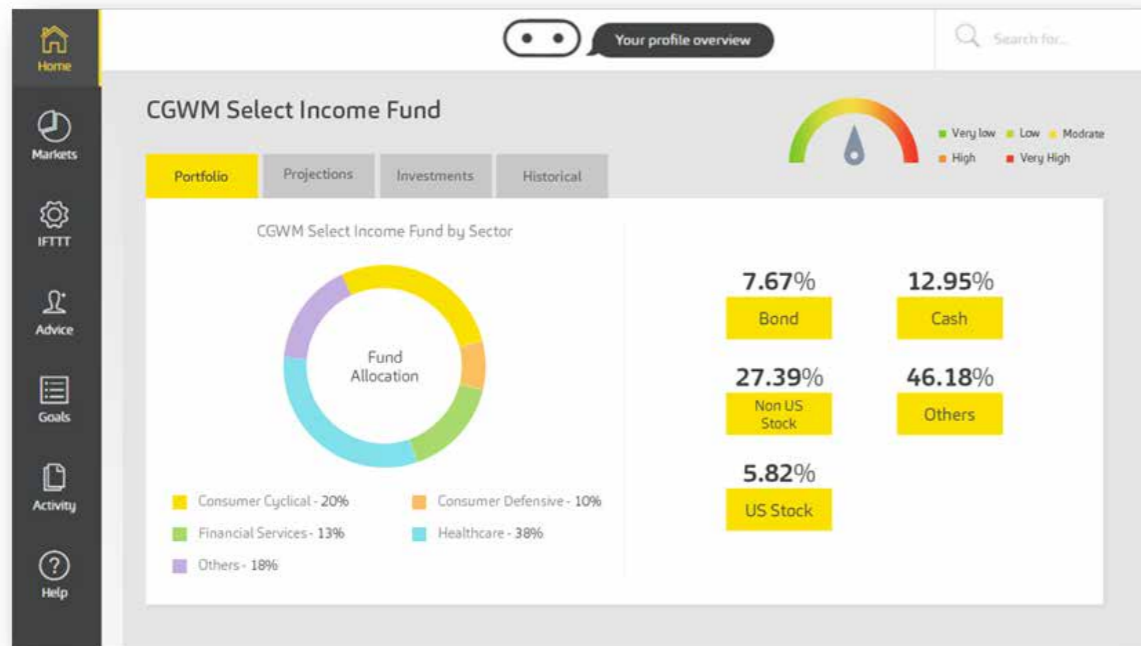 Home
Markets
IFTTT
Advice
Goals
Activity
Help
Your profile overview
Search for...
CGWM Select Income Fund
Very low Low Modrate
High Very High
Portfolio Projections Investments Historical
CGWM Select Income Fund by Sector
Fund
Allocation
Consumer Cyclical - 20% Consumer Defensive - 10%
Financial Services - 13% Healthcare - 38%
Others - 18%
7.67% 12.95%
Bond Cash
27.39% 46.18%
Non US
Stock
Others
5.82%
US Stock